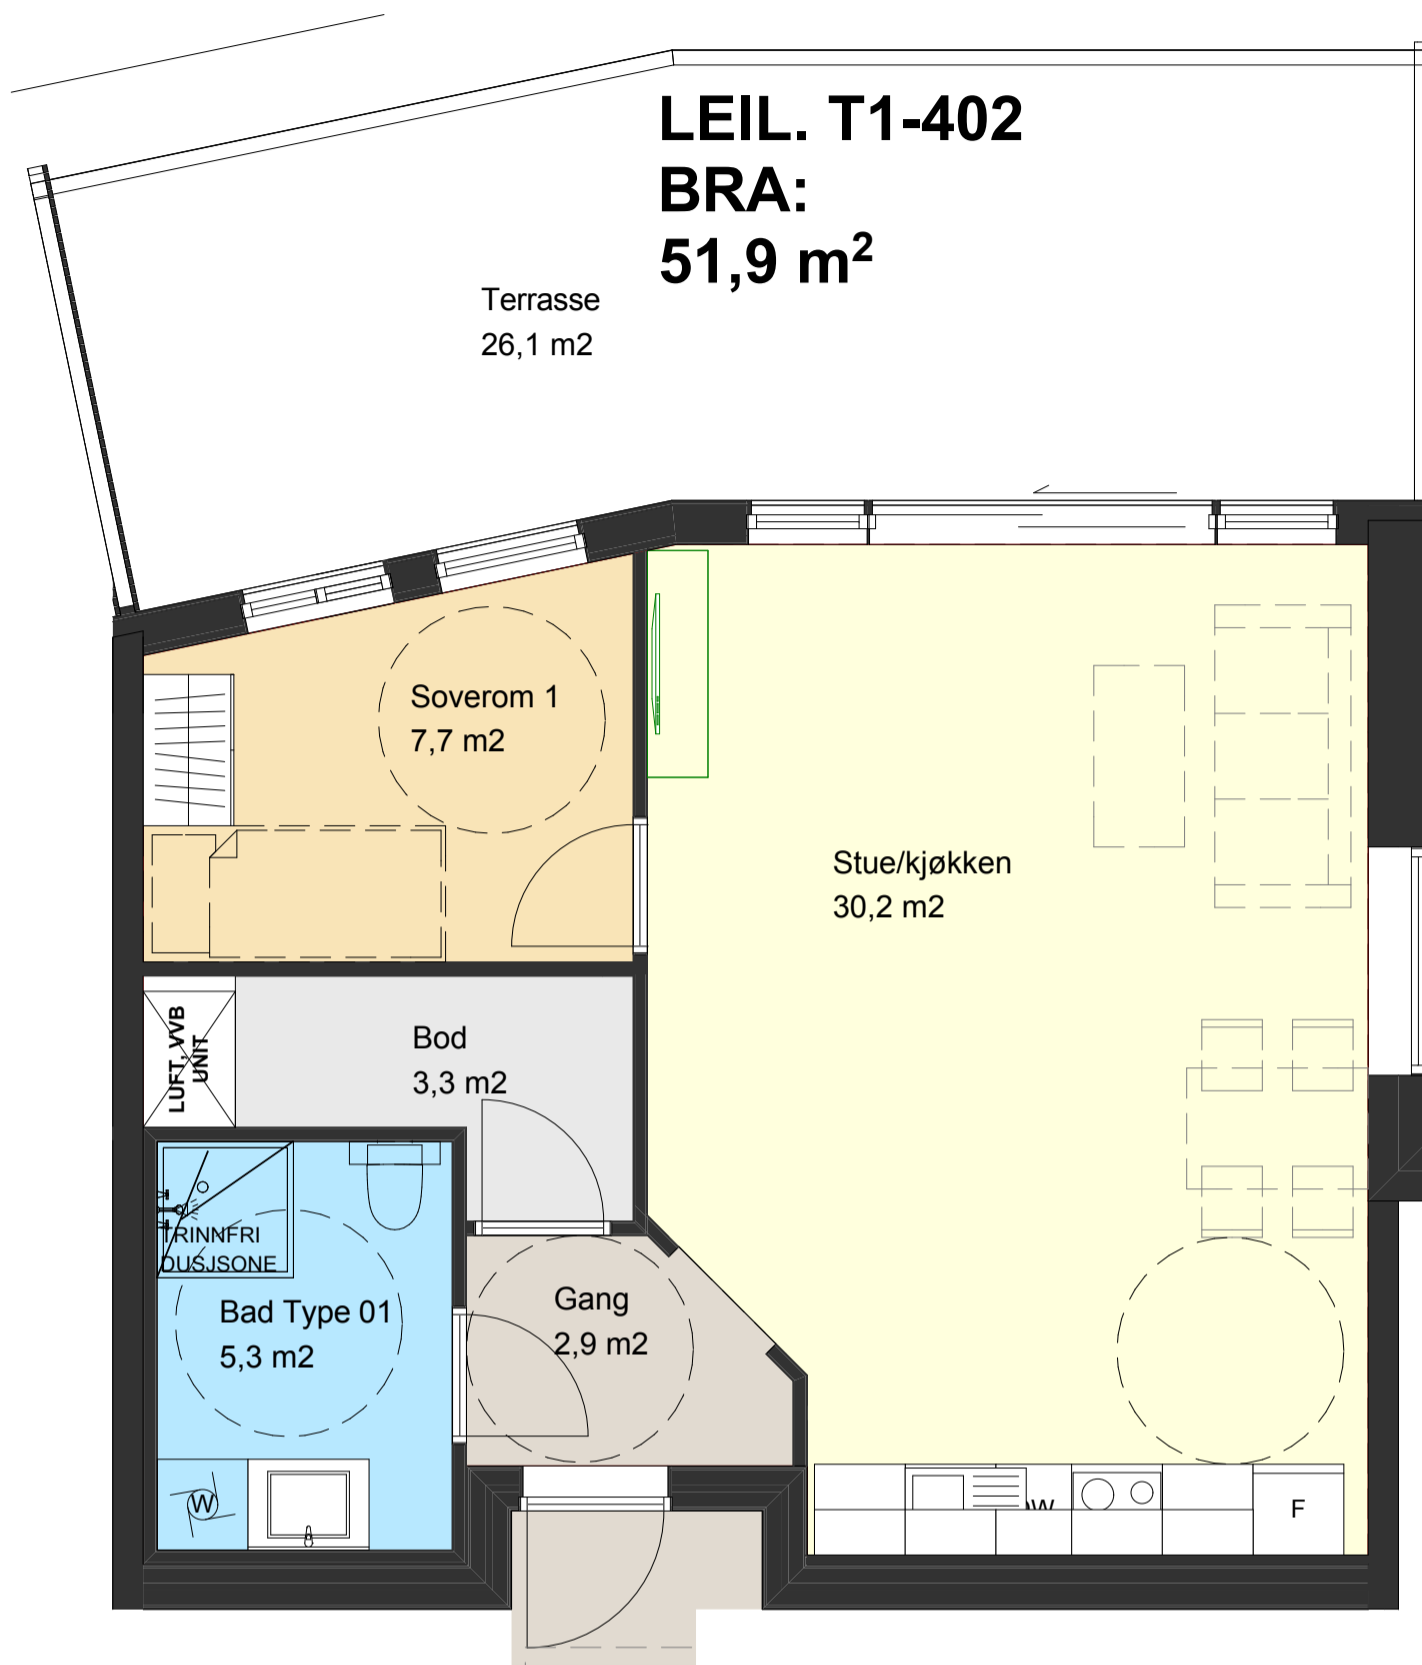 LEIL. T1-402
BRA:
51,9 m²
Terrasse
26,1 m2
Soverom 1
7,7 m2
Stue/kjøkken
30,2 m2
LUFT, VVB
UNIT
Bod
3,3 m2
TRINNFRI
DUSJSONE
Bad Type 01
5,3 m2
Gang
2,9 m2
W
DW
F